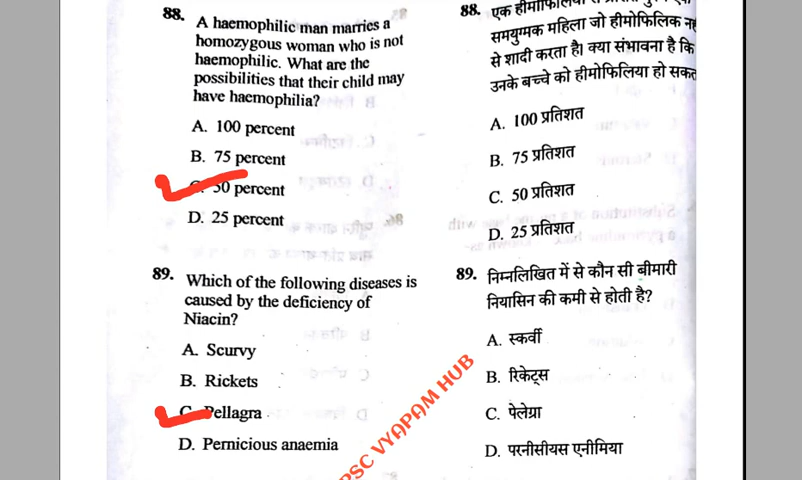 88. A haemophilic man marries a
homozygous woman who is not
haemophilic. What are the
possibilities that their child may
have haemophilia?
A. 100 percent
B. 75 percent
50 percent
D. 25 percent
89. Which of the following diseases is
caused by the deficiency of
Niacin?
A. Scurvy
B. Rickets
C. Pellagra
D. Pernicious anaemia
88. एक
समयुग्मक महिला जो हीमोफिलिक
से शादी करता है। क्या संभावना है कि
उनके बच्चे को हीमोफिलिया हो
A. 100 प्रतिशत
B. 75 प्रतिशत
C. 50 प्रतिशत
D. 25 प्रतिशत
89. निम्नलिखित में से कौन सी बीमारी
नियासिन की कमी से होती है?
A. स्कर्वी
B. रिकेट्स
C. पेलेग्रा
D. परनीसीयस एनीमिया
PSC VYAPAM HUB